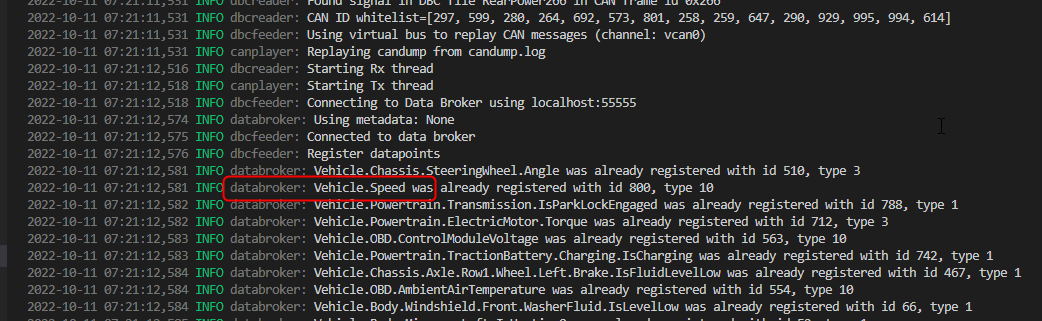 2022-10-11 07:21:11,531 INFO dbcreader: Found signal in DBC file RearPower266 in CAN frame id 0x266
2022-10-11 07:21:11,531 INFO dbcreader: CAN ID whitelist=[297, 599, 280, 264, 692, 573, 801, 258, 259, 647, 290, 929, 995, 994, 614]
2022-10-11 07:21:11,531 INFO dbcfeeder: Using virtual bus to replay CAN messages (channel: vcan0)
2022-10-11 07:21:11,531 INFO canplayer: Replaying candump from candump.log
2022-10-11 07:21:12,516 INFO dbcreader: Starting Rx thread
2022-10-11 07:21:12,518 INFO canplayer: Starting Tx thread
2022-10-11 07:21:12,518 INFO dbcfeeder: Connecting to Data Broker using localhost:55555
2022-10-11 07:21:12,574 INFO databroker: Using metadata: None
2022-10-11 07:21:12,575 INFO dbcfeeder: Connected to data broker
2022-10-11 07:21:12,576 INFO dbcfeeder: Register datapoints
2022-10-11 07:21:12,581 INFO databroker: Vehicle.Chassis.SteeringWheel.Angle was already registered with id 510, type 3
2022-10-11 07:21:12,581 INFO databroker: Vehicle.Speed was already registered with id 800, type 10
2022-10-11 07:21:12,582 INFO databroker: Vehicle.Powertrain.Transmission.IsParkLockEngaged was already registered with id 788, type 1
2022-10-11 07:21:12,582 INFO databroker: Vehicle.Powertrain.ElectricMotor.Torque was already registered with id 712, type 3
2022-10-11 07:21:12,583 INFO databroker: Vehicle.OBD.ControlModuleVoltage was already registered with id 563, type 10
2022-10-11 07:21:12,583 INFO databroker: Vehicle.Powertrain.TractionBattery.Charging.IsCharging was already registered with id 742, type 1
2022-10-11 07:21:12,584 INFO databroker: Vehicle.Chassis.Axle.Row1.Wheel.Left.Brake.IsFluidLevelLow was already registered with id 467, type 1
2022-10-11 07:21:12,584 INFO databroker: Vehicle.OBD.AmbientAirTemperature was already registered with id 554, type 10
2022-10-11 07:21:12,584 INFO databroker: Vehicle.Body.Windshield.Front.WasherFluid.IsLevelLow was already registered with id 66, type 1